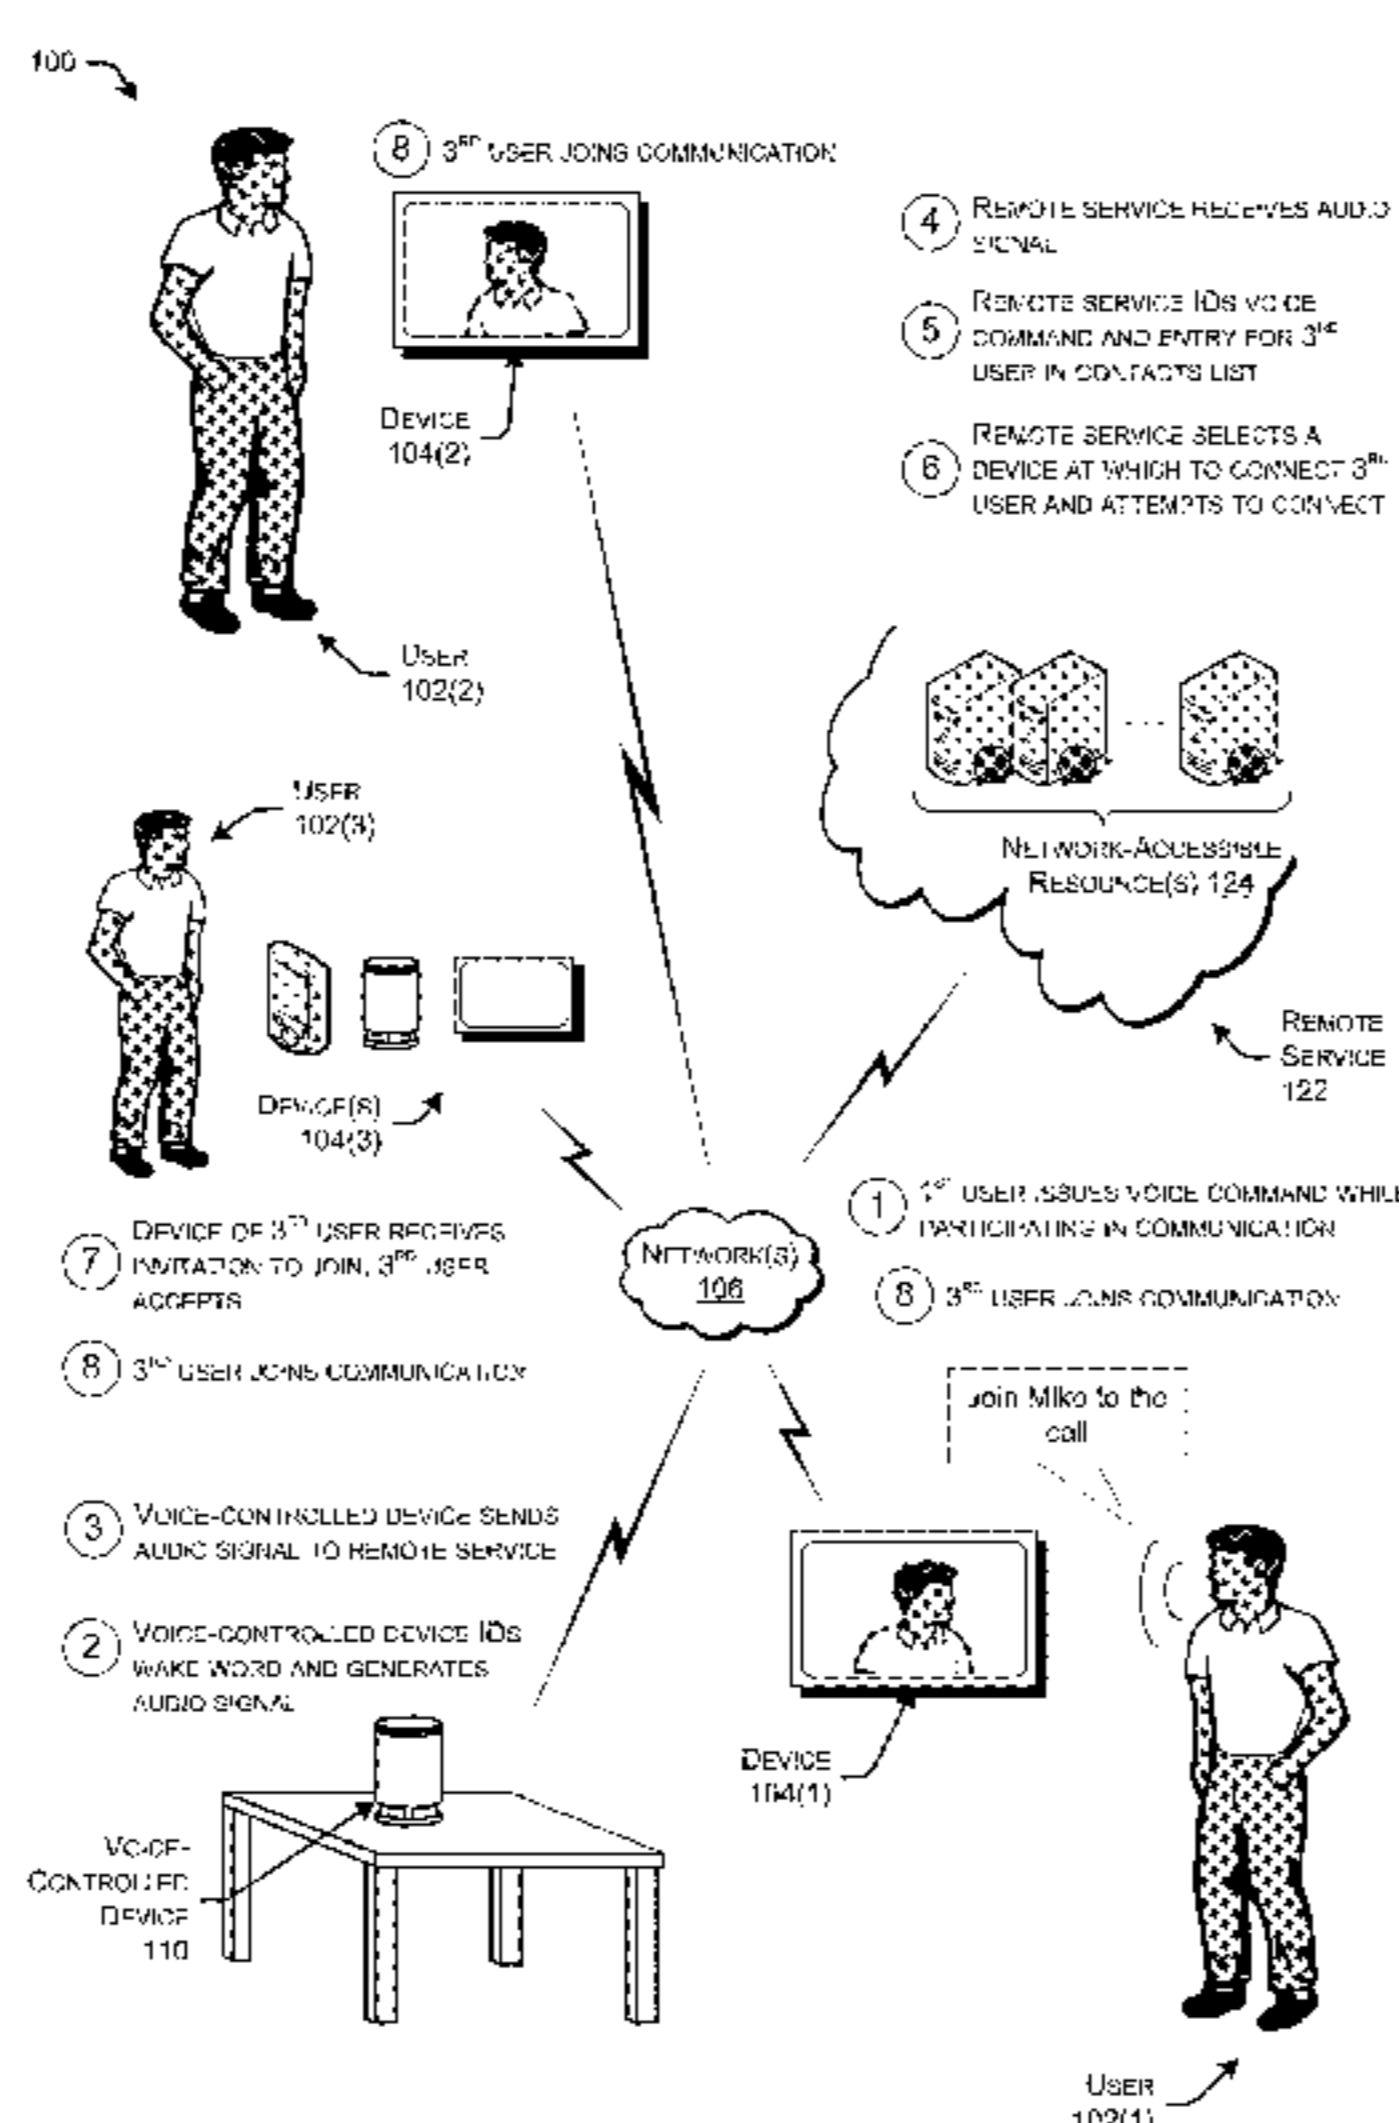 100
8 3RD USER JOINS COMMUNICATION
DEVICE
104(2)
4 REMOTE SERVICE RECEIVES AUDIO
SIGNAL
5 REMOTE SERVICE IDS VOICE
COMMAND AND ENTRY FOR 3RD
USER IN CONTACTS LIST
6 REMOTE SERVICE SELECTS A
DEVICE AT WHICH TO CONNECT 3RD
USER AND ATTEMPTS TO CONNECT
USER
102(2)
USER
102(3)
NETWORK-ACCESSIBLE
RESOURCE(S) 124
REMOTE
SERVICE
122
DEVICE(S)
104(3)
7 DEVICE OF 3RD USER RECEIVES
INVITATION TO JOIN, 3RD USER
ACCEPTS
8 3RD USER JOINS COMMUNICATION
NETWORK(S)
106
1 1ST USER ISSUES VOICE COMMAND WHILE
PARTICIPATING IN COMMUNICATION
8 3RD USER JOINS COMMUNICATION
Join Mike to the
call
3 VOICE-CONTROLLED DEVICE SENDS
AUDIO SIGNAL TO REMOTE SERVICE
2 VOICE-CONTROLLED DEVICE IDS
WAKE WORD AND GENERATES
AUDIO SIGNAL
DEVICE
104(1)
VOICE-
CONTROLLED
DEVICE
110
USER
102(1)